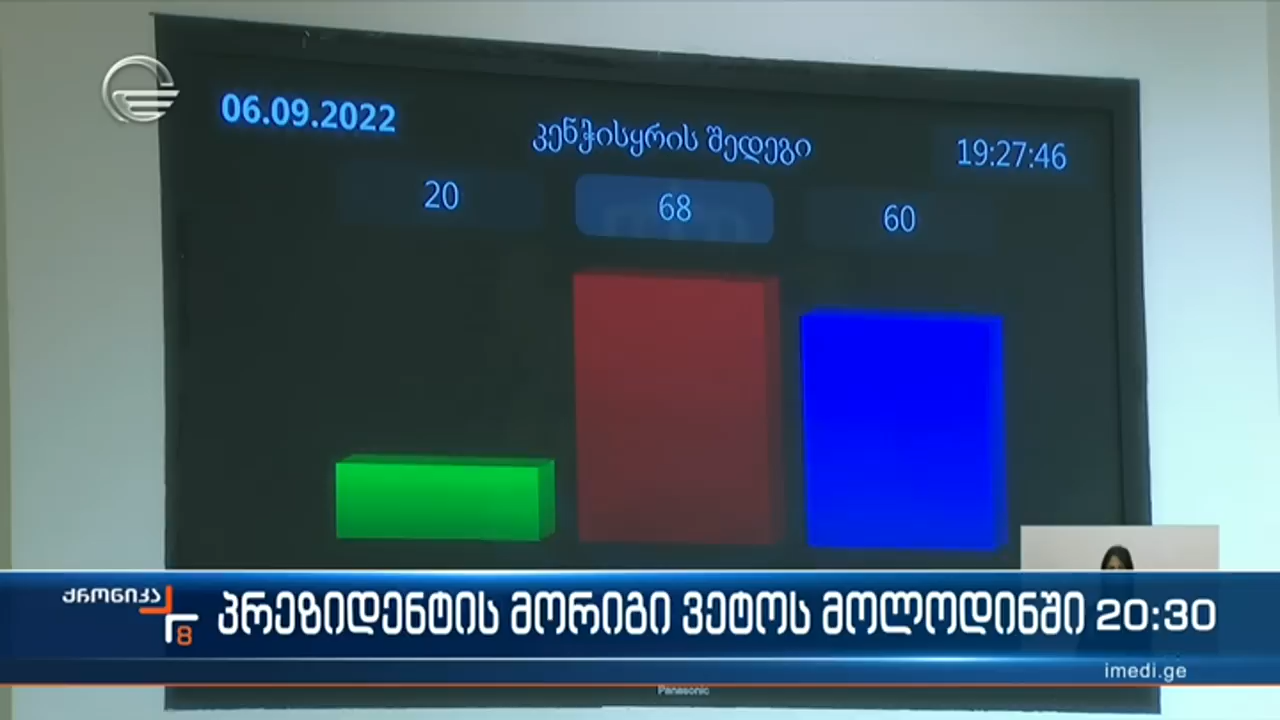 06.09.2022
კენჭისყრის შედეგი
19:27:46
20
68
60
ქრონიკა
8
პრეზიდენტის მორიგი ვეტოს მოლოდინში 20:30
imedi.ge
Panasonic